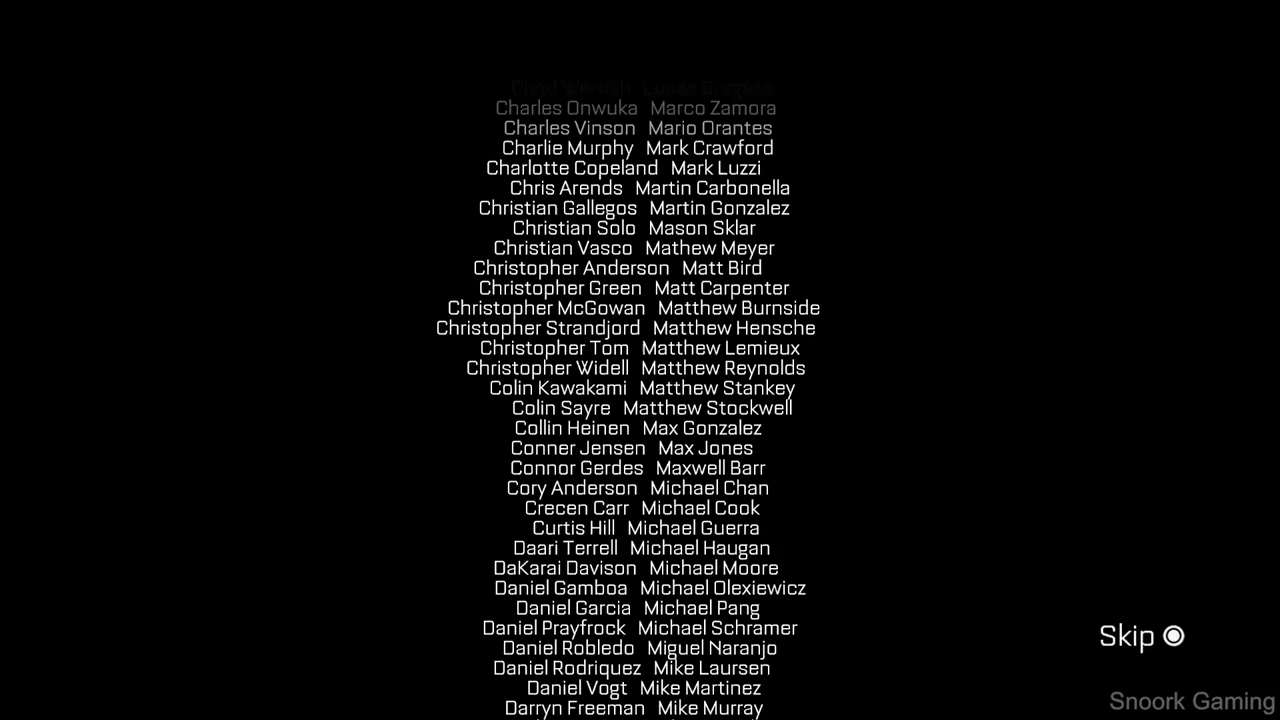 Charles Onwuka Marco Zamora
Charles Vinson Mario Orantes
Charlie Murphy Mark Crawford
Charlotte Copeland Mark Luzzi
Chris Arends Martin Carbonella
Christian Gallegos Martin Gonzalez
Christian Solo Mason Sklar
Christian Vasco Mathew Meyer
Christopher Anderson Matt Bird
Christopher Green Matt Carpenter
Christopher McGowan Matthew Burnside
Christopher Strandjord Matthew Hensche
Christopher Tom Matthew Lemieux
Christopher Widell Matthew Reynolds
Colin Kawakami Matthew Stankey
Colin Sayre Matthew Stockwell
Collin Heinen Max Gonzalez
Conner Jensen Max Jones
Connor Gerdes Maxwell Barr
Cory Anderson Michael Chan
Crecen Carr Michael Cook
Curtis Hill Michael Guerra
Daari Terrell Michael Haugan
DaKarai Davison Michael Moore
Daniel Gamboa Michael Olexiewicz
Daniel Garcia Michael Pang
Daniel Prayfrock Michael Schramer
Daniel Robledo Miguel Naranjo
Daniel Rodriquez Mike Laursen
Daniel Vogt Mike Martinez
Darryn Freeman Mike Murray
Skip
Snoork Gaming